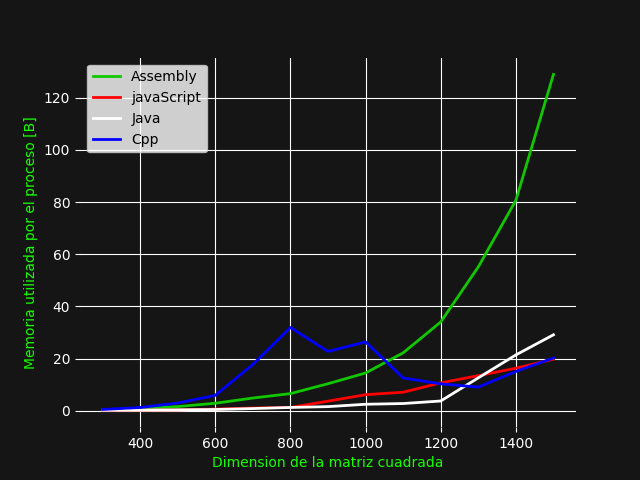 Assembly
javaScript
Java
Cpp
Memoria utilizada por el proceso [B]
120
100
80
60
40
20
0
400 600 800 1000 1200 1400
Dimension de la matriz cuadrada